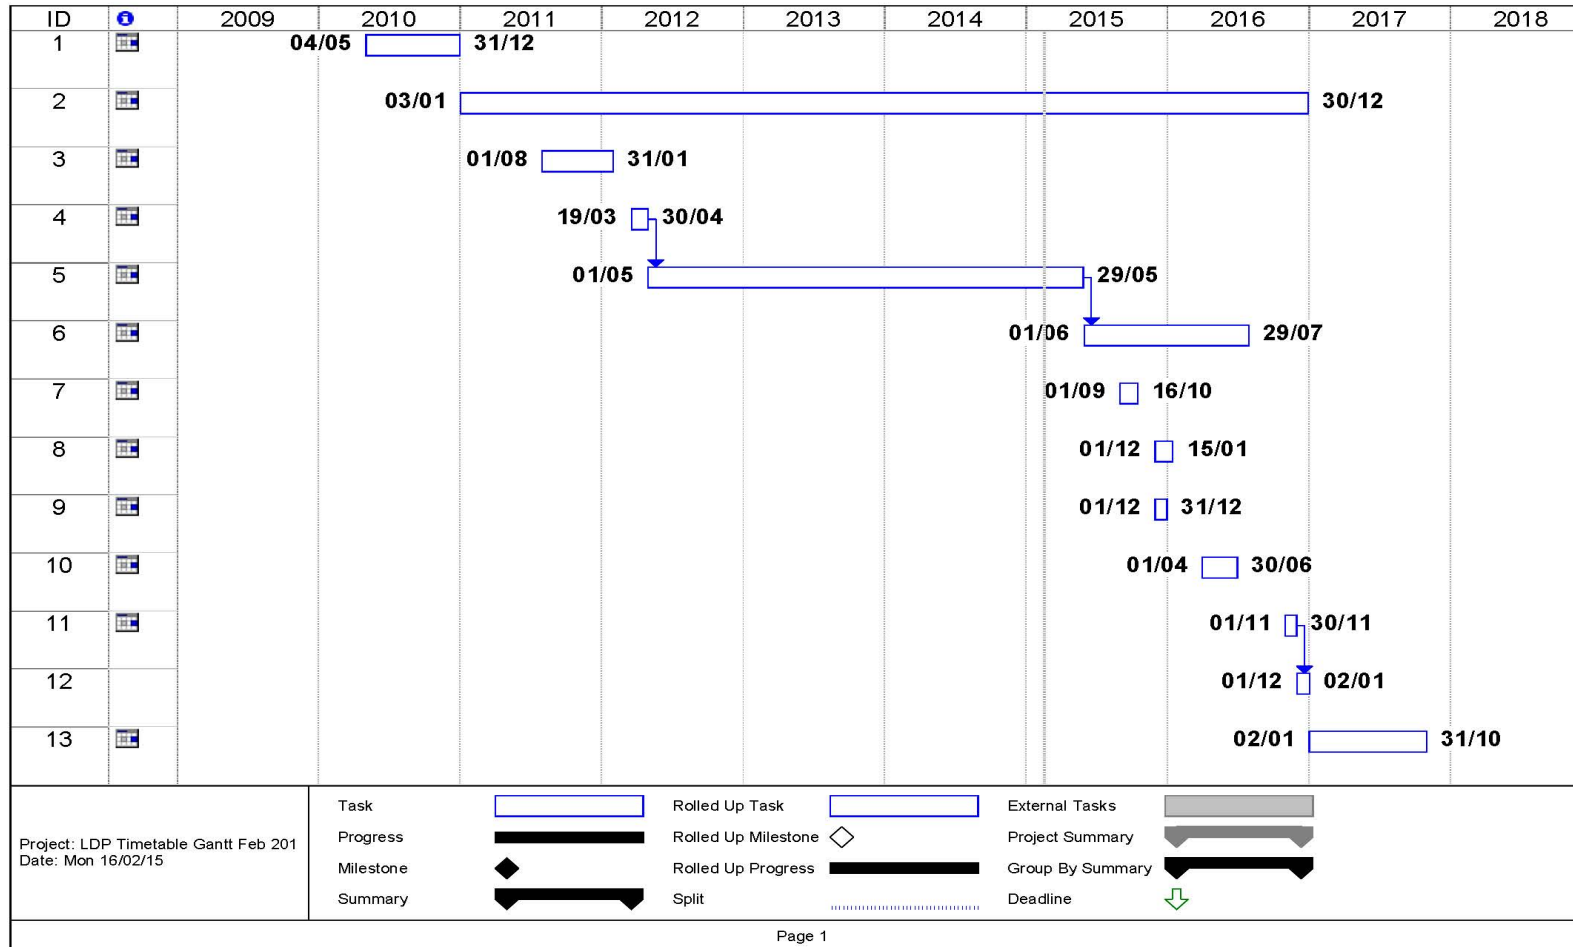 ID 2009 2010 2011 2012 2013 2014 2015 2016 2017 2018
1 04/05 31/12
2 03/01 30/12
3 01/08 31/01
4 19/03 30/04
5 01/05 29/05
6 01/06 29/07
7 01/09 16/10
8 01/12 15/01
9 01/12 31/12
10 01/04 30/06
11 01/11 30/11
12 01/12 02/01
13 02/01 31/10
Project: LDP Timetable Gantt Feb 201
Date: Mon 16/02/15
Task Rolled Up Task External Tasks
Progress Rolled Up Milestone Project Summary
Milestone Rolled Up Progress Group By Summary
Summary Split Deadline
Page 1